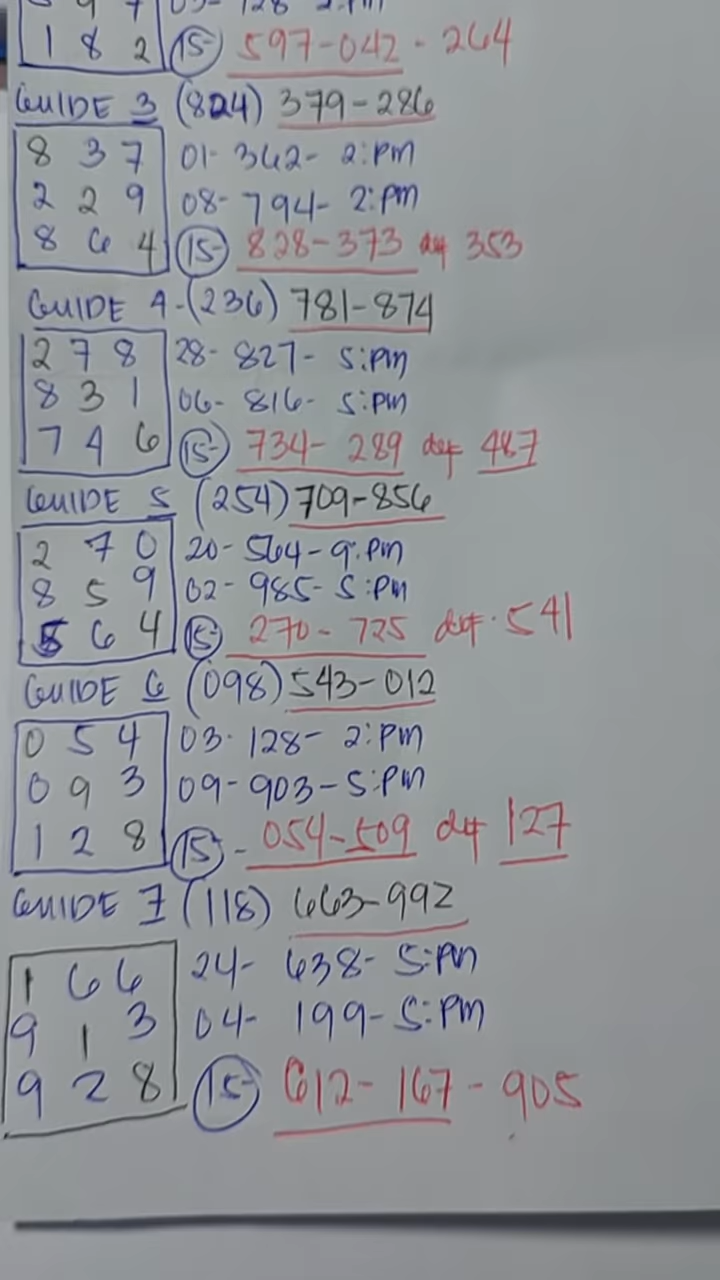 1 8 2 (15- 597-042 - 264
GUIDE 3 (824) 379-286
8 3 7 01- 342- 2:pm
2 2 9 08- 794- 2:pm
8 6 4 (15-) 828-373 def 353
GUIDE 4-(236) 781-874
2 7 8 28- 827- 5:pm
8 3 1 06- 816- 5:pm
7 4 6 (15-) 734- 289 def 487
GUIDE 5 (254) 709-856
2 7 0 20- 564-9:pm
8 5 9 02- 985- 5:pm
5 6 4 (15-) 270- 725 def. 541
GUIDE 6 (098) 543-012
0 5 4 03- 128- 2:pm
0 9 3 09- 903-5:pm
1 2 8 (15) - 054-509 def 127
GUIDE 7 (118) 663-992
1 6 6 24- 638- 5:pm
9 1 3 04- 199- 5:pm
9 2 8 (15-) 612- 167 - 905